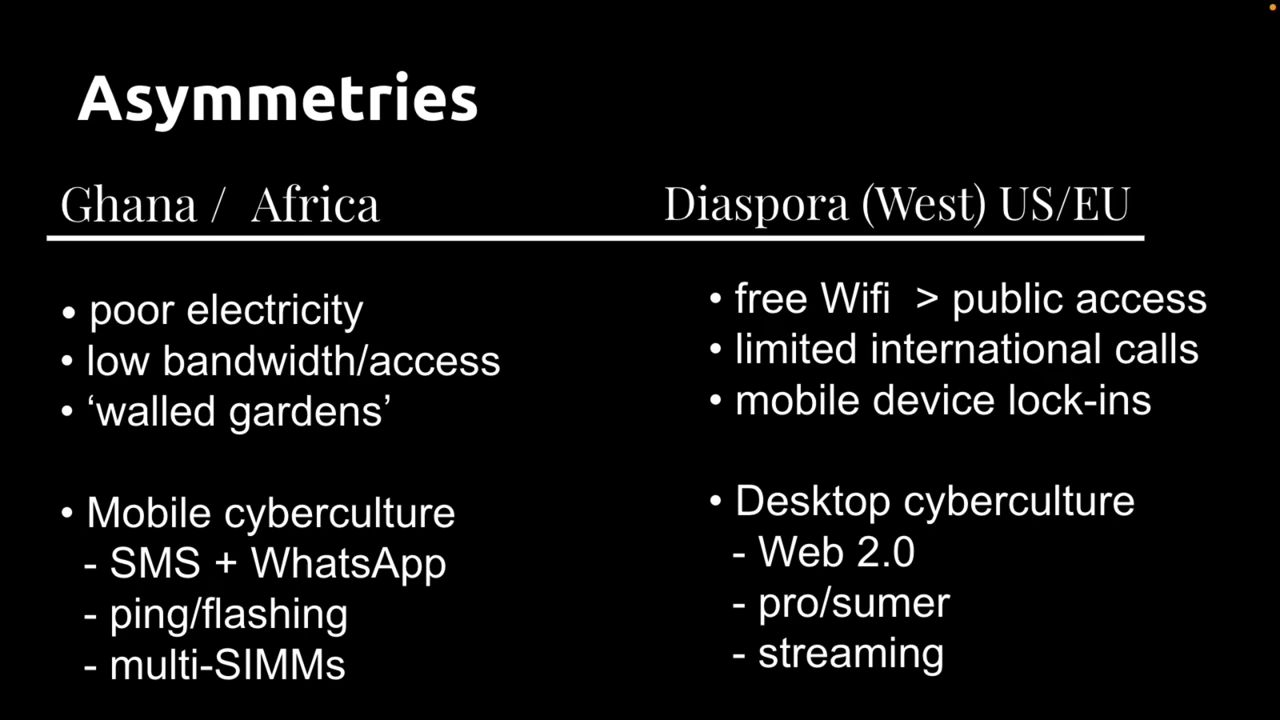 Asymmetries
Ghana / Africa
• poor electricity
• low bandwidth/access
• ‘walled gardens’
• Mobile cyberculture
- SMS + WhatsApp
- ping/flashing
- multi-SIMMs
Diaspora (West) US/EU
• free Wifi > public access
• limited international calls
• mobile device lock-ins
• Desktop cyberculture
- Web 2.0
- pro/sumer
- streaming